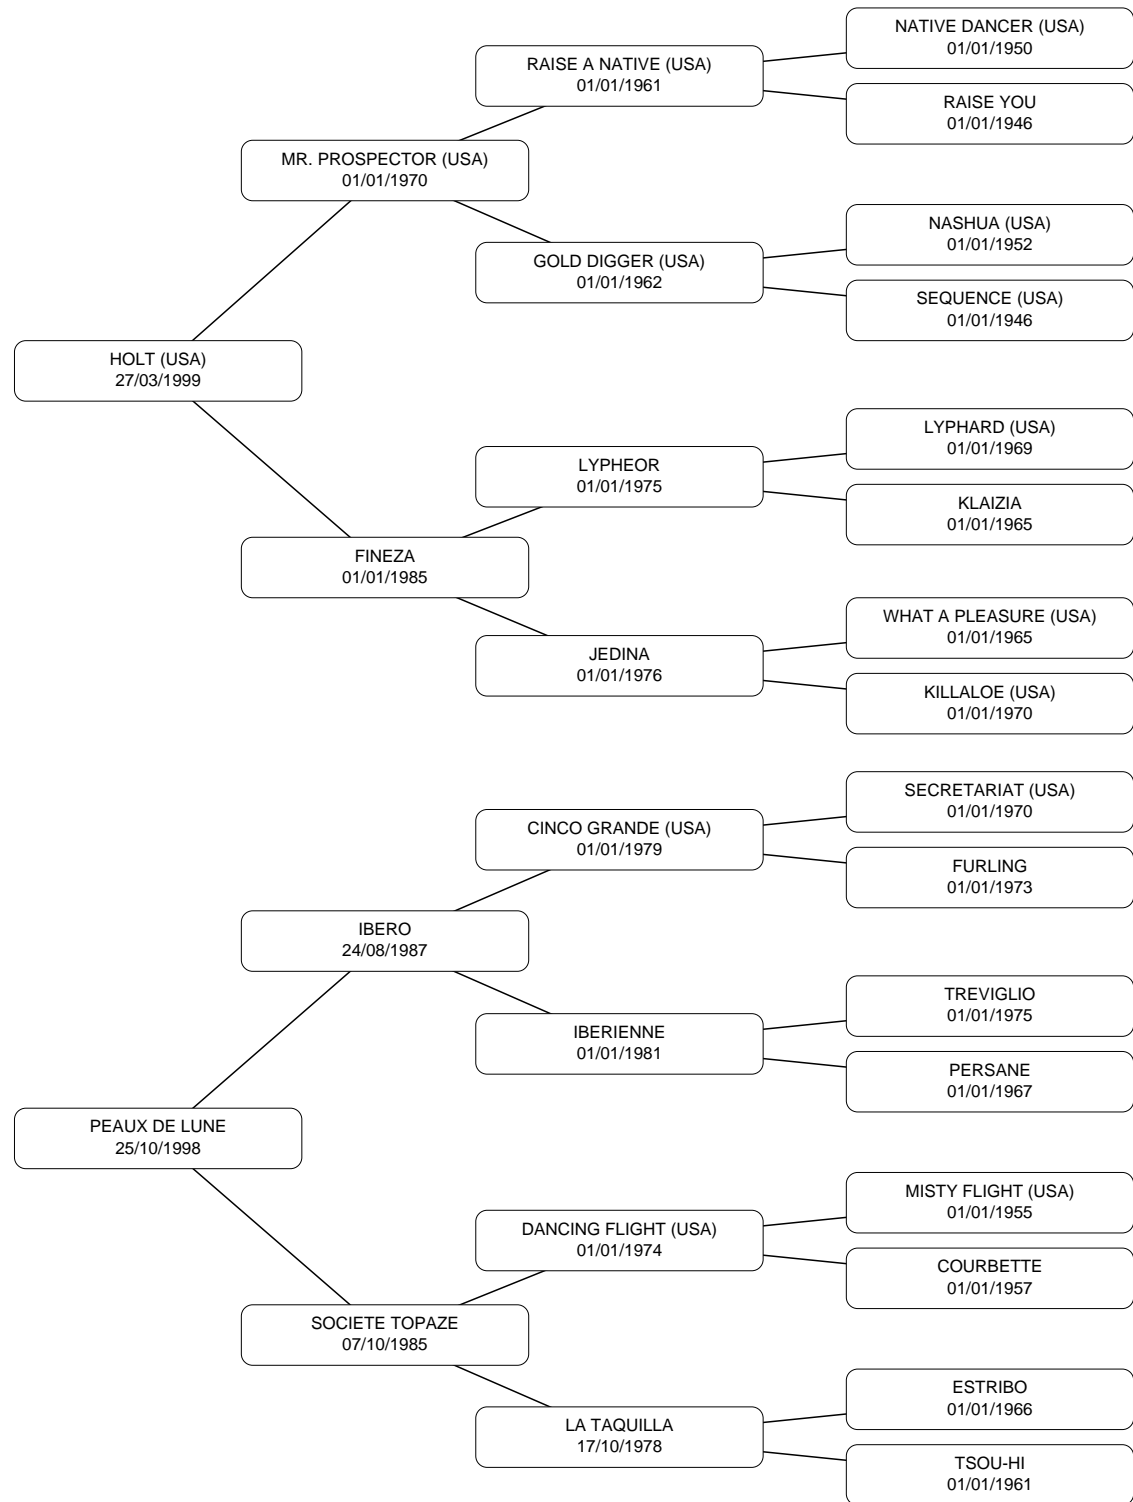 NATIVE DANCER (USA)
01/01/1950
RAISE A NATIVE (USA)
01/01/1961
RAISE YOU
01/01/1946
MR. PROSPECTOR (USA)
01/01/1970
NASHUA (USA)
01/01/1952
GOLD DIGGER (USA)
01/01/1962
SEQUENCE (USA)
01/01/1946
HOLT (USA)
27/03/1999
LYPHARD (USA)
01/01/1969
LYPHEOR
01/01/1975
KLAIZIA
01/01/1965
FINEZA
01/01/1985
WHAT A PLEASURE (USA)
01/01/1965
JEDINA
01/01/1976
KILLALOE (USA)
01/01/1970
SECRETARIAT (USA)
01/01/1970
CINCO GRANDE (USA)
01/01/1979
FURLING
01/01/1973
IBERO
24/08/1987
TREVIGLIO
01/01/1975
IBERIENNE
01/01/1981
PERSANE
01/01/1967
PEAUX DE LUNE
25/10/1998
MISTY FLIGHT (USA)
01/01/1955
DANCING FLIGHT (USA)
01/01/1974
COURBETTE
01/01/1957
SOCIETE TOPAZE
07/10/1985
ESTRIBO
01/01/1966
LA TAQUILLA
17/10/1978
TSOU-HI
01/01/1961